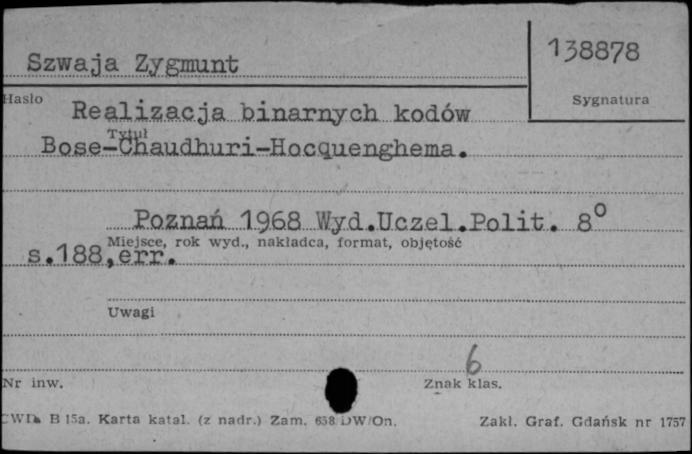 138878
Szwaja Zygmunt
Hasło
Sygnatura
Realizacja binarnych kodów
Tytuł
Bose-Chaudhuri-Hocquenghema.
Poznań 1968 Wyd.Uczel.Polit. 8°
Miejsce, rok wyd., nakładca, format, objętość
s.188,err.
Uwagi
6
Nr inw.
Znak klas.
B 15a. Karta katal. (z nadr.) Zam. 658/DW/On.
Zakl. Graf. Gdańsk nr 1757